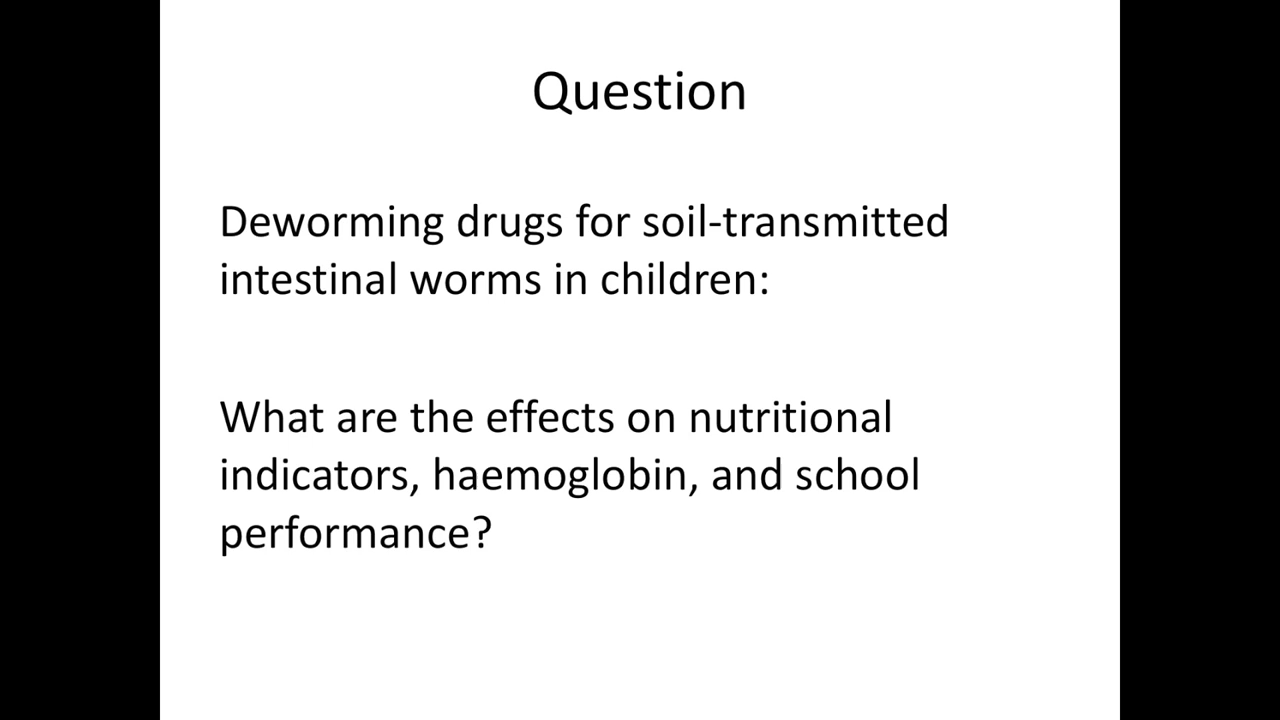 Question
Deworming drugs for soil-transmitted
intestinal worms in children:
What are the effects on nutritional
indicators, haemoglobin, and school
performance?